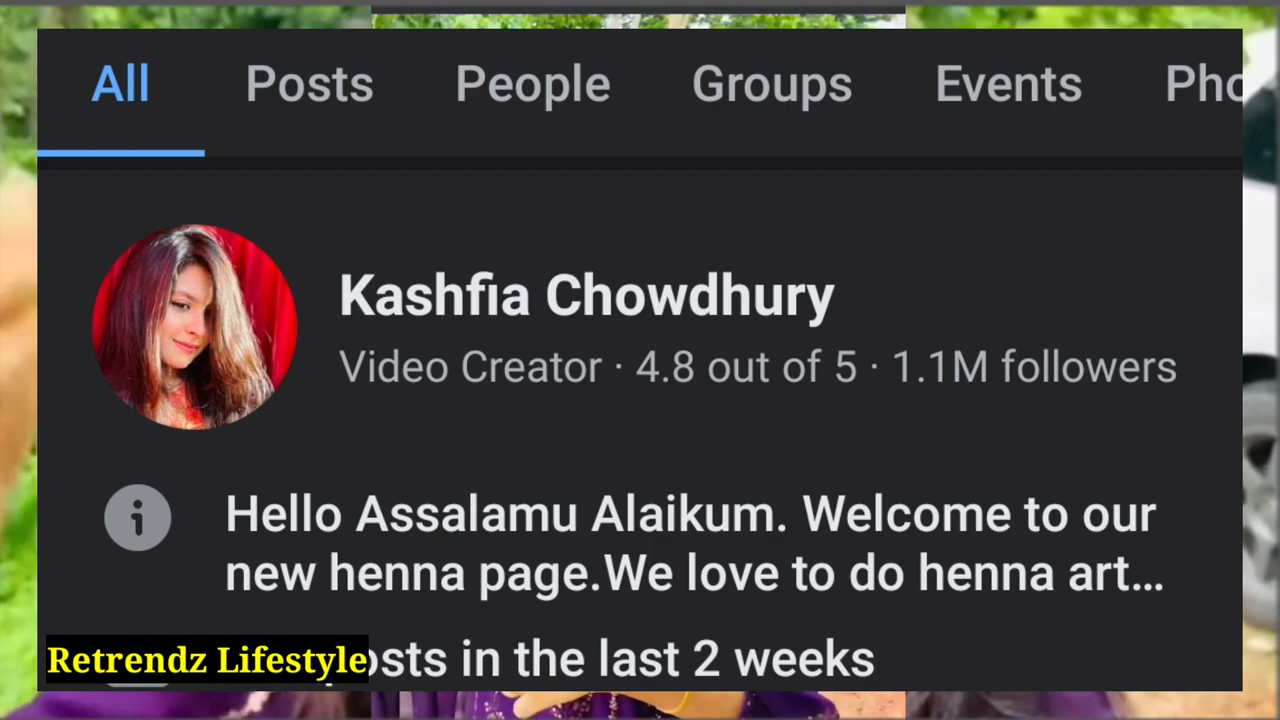 All Posts People Groups Events Pho
Kashfia Chowdhury
Video Creator · 4.8 out of 5 · 1.1M followers
Hello Assalamu Alaikum. Welcome to our
new henna page.We love to do henna art...
Retrendz Lifestyle
osts in the last 2 weeks